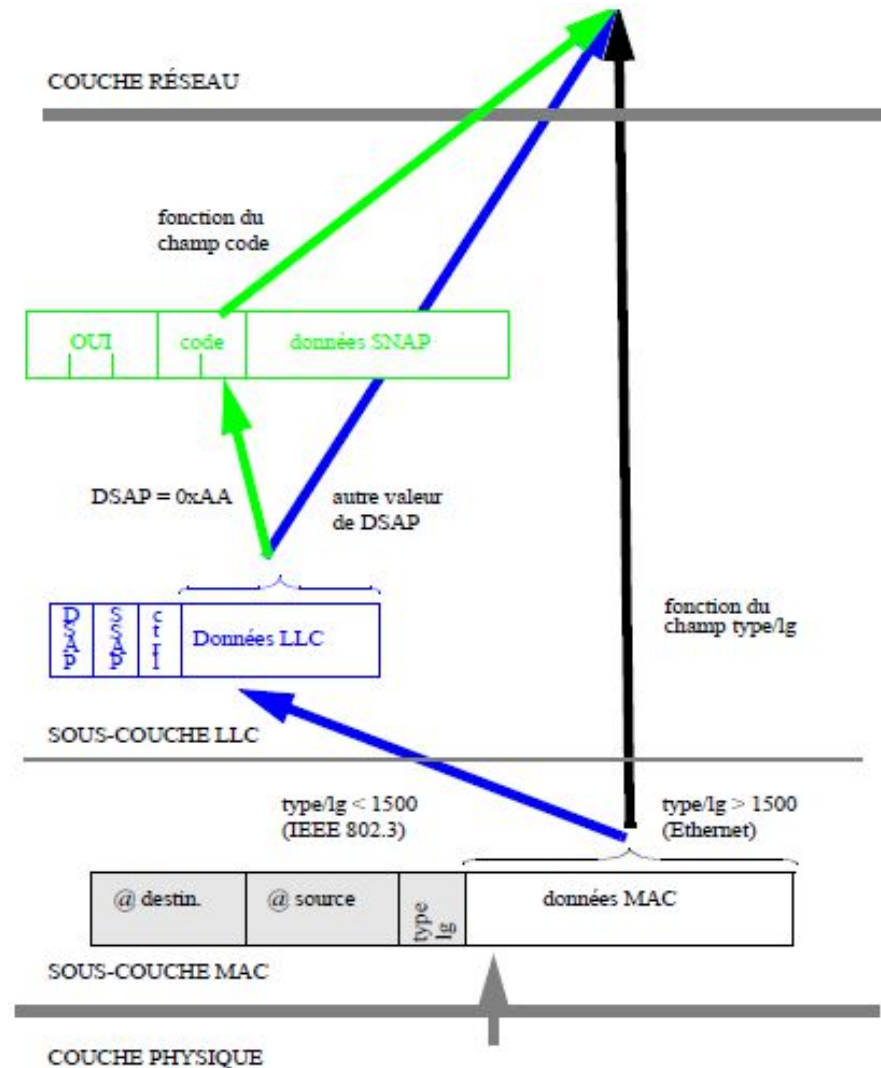 COUCHE RÉSEAU
fonction du
champ code
OUI
code
données SNAP
DSAP = 0xAA
autre valeur
de DSAP
DSAP
SSAP
ctrl
Données LLC
fonction du
champ type/lg
SOUS-COUCHE LLC
type/lg < 1500
(IEEE 802.3)
type/lg > 1500
(Ethernet)
@ destin.
@ source
type
lg
données MAC
SOUS-COUCHE MAC
COUCHE PHYSIQUE